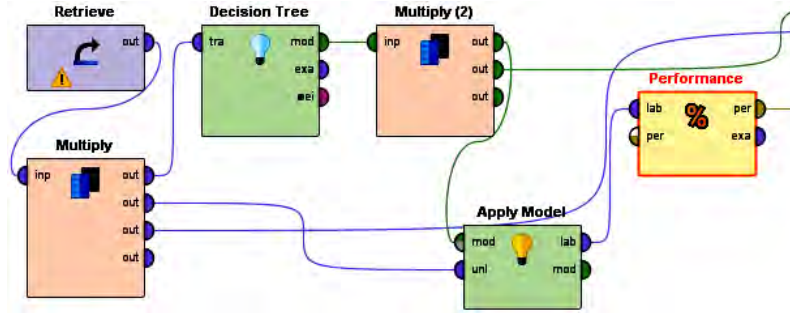 Retrieve
out
Decision Tree
tra
mod
exa
wei
Multiply (2)
inp
out
out
out
Multiply
inp
out
out
out
out
Performance
lab
per
%
per
exa
Apply Model
mod
lab
unl
mod